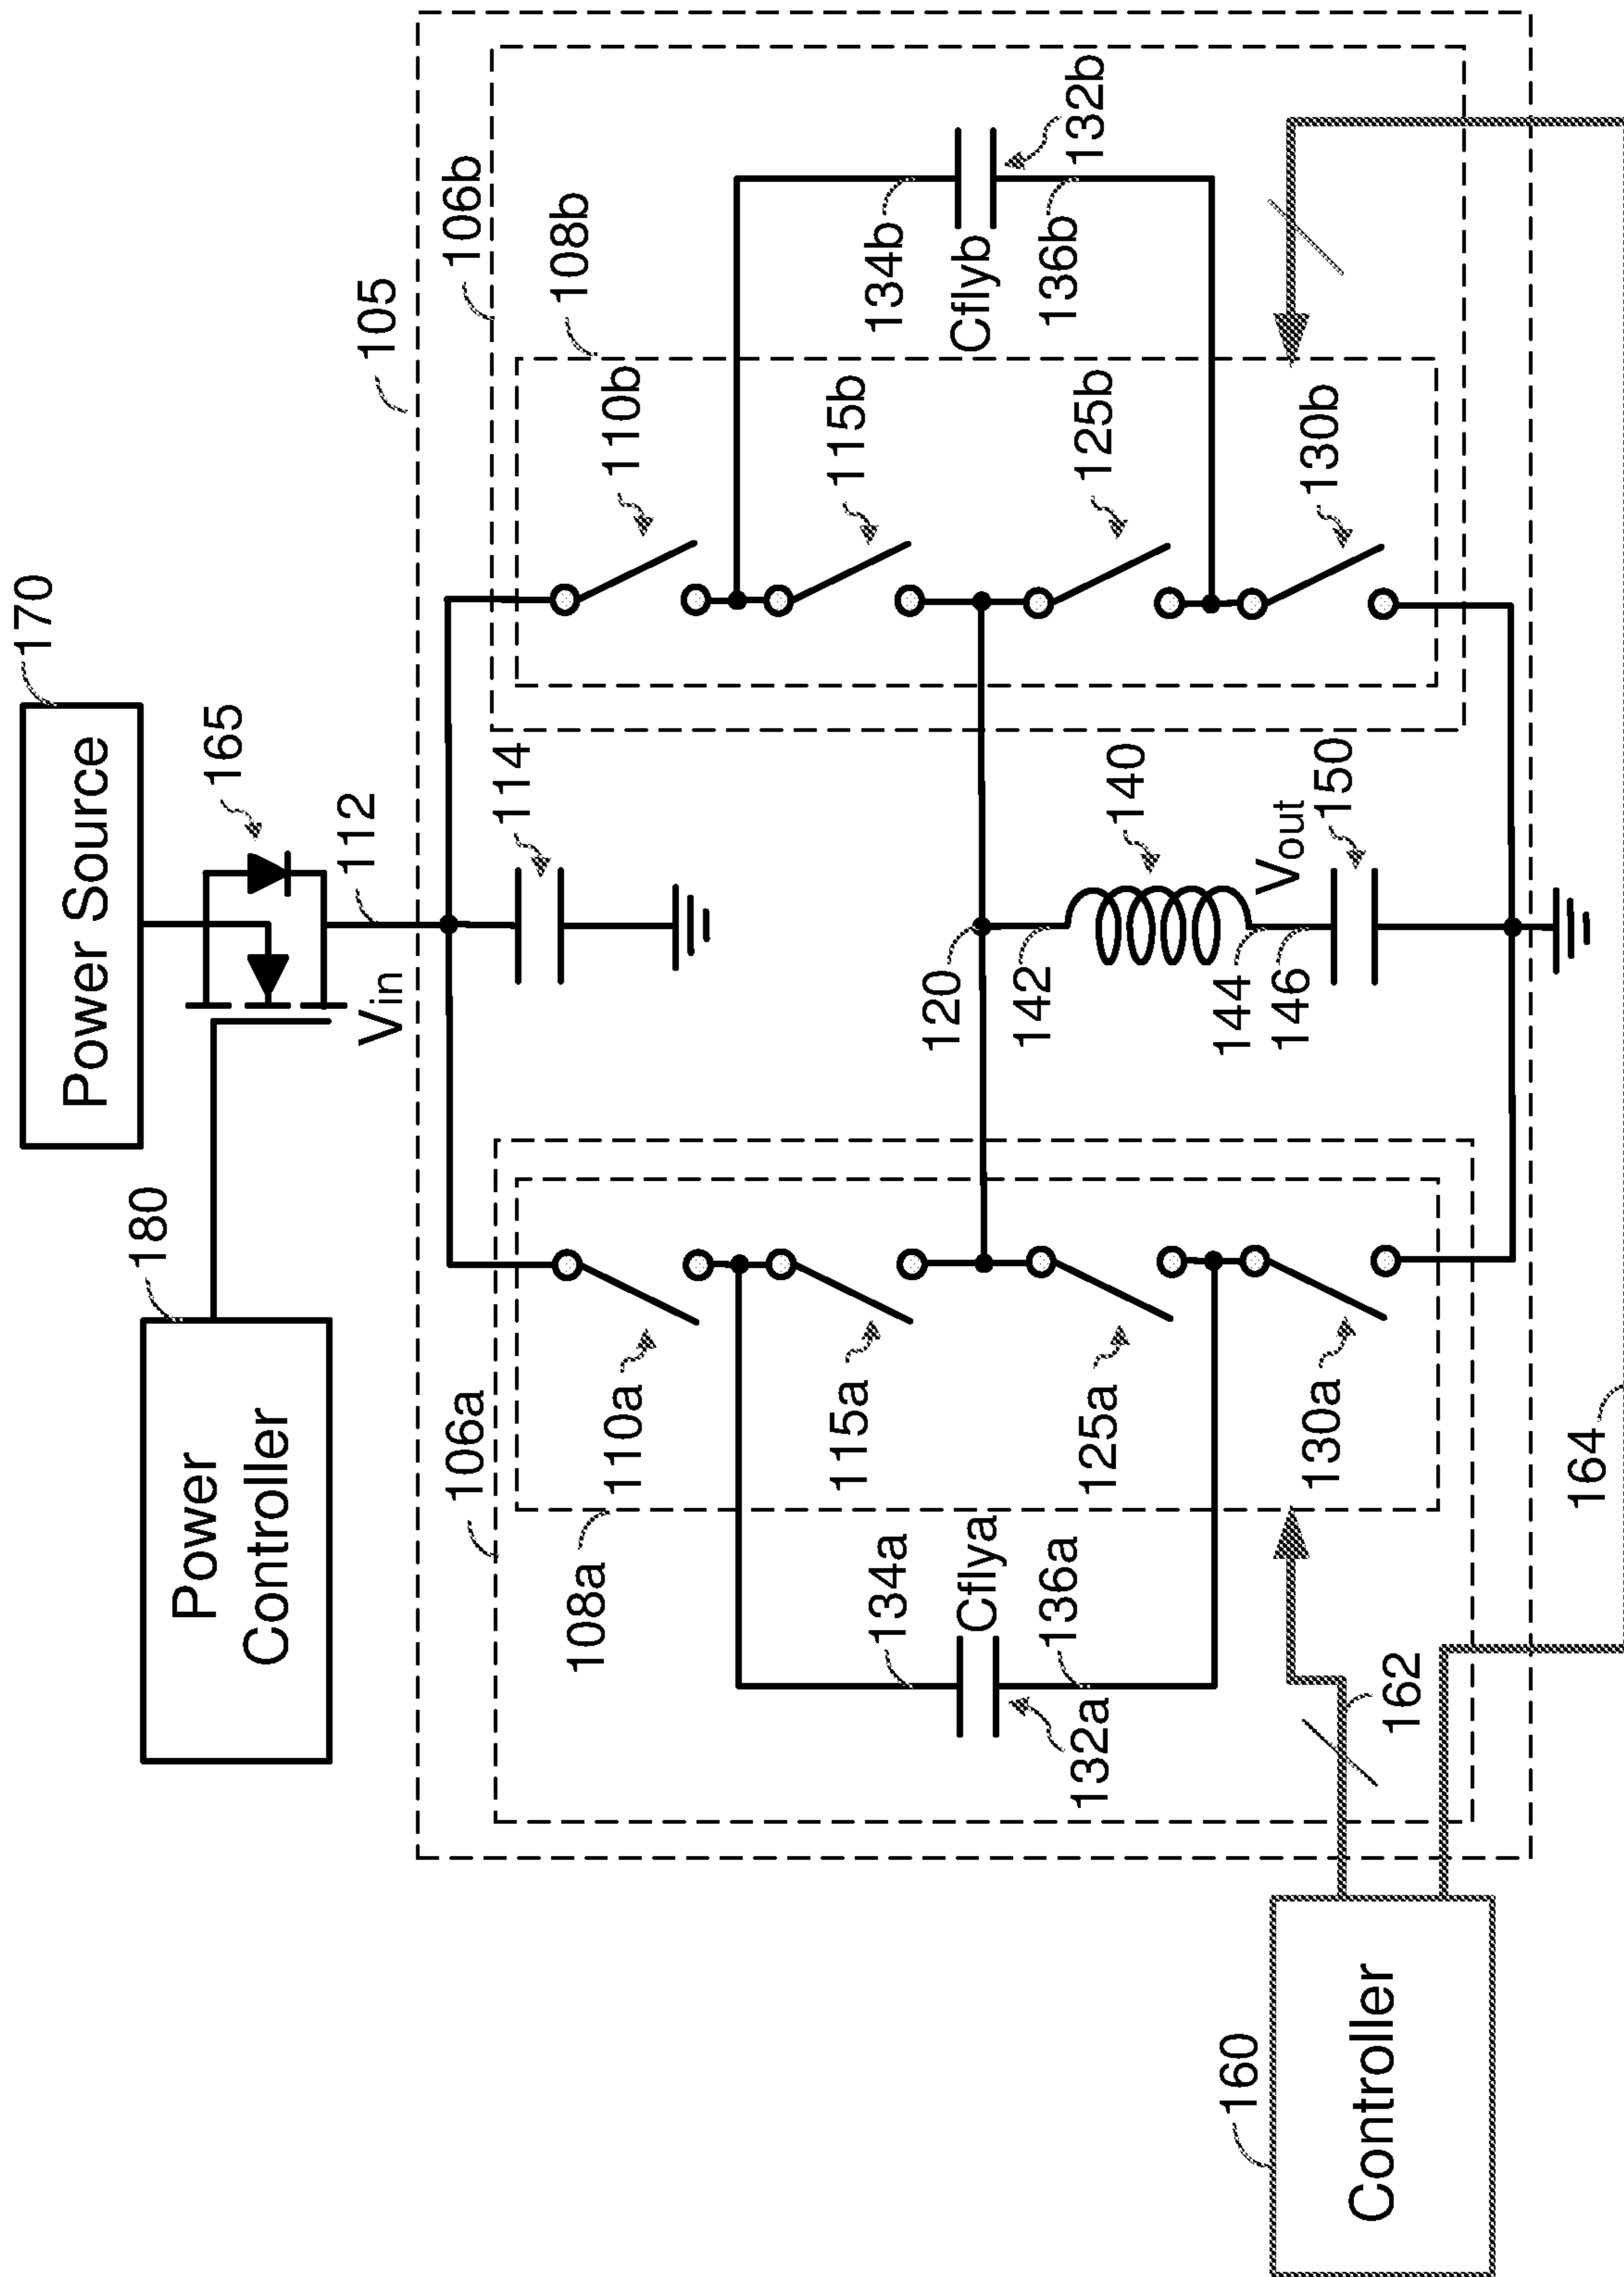 Power Source
170
165
180
Power
Controller
Vin
112
105
106b
106a
108b
108a
114
110a
110b
115a
115b
120
142
140
134a
Cflya
136a
132a
134b
Cflyb
136b
132b
125a
125b
144
146
Vout
150
130a
130b
162
164
160
Controller